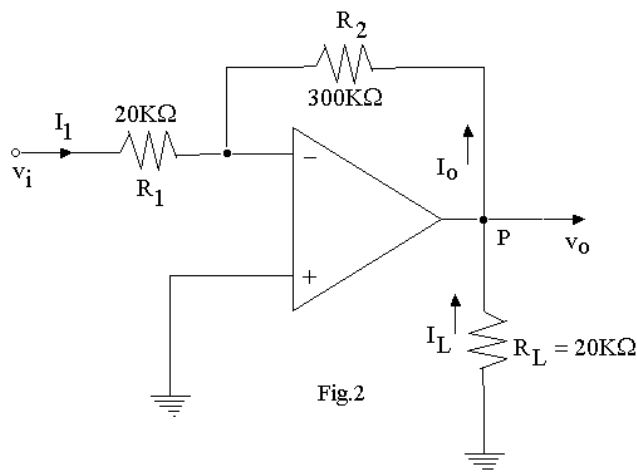 R2
300KΩ
20KΩ
I1
vi
R1
−
+
Io
P
vo
IL
RL = 20KΩ
Fig.2